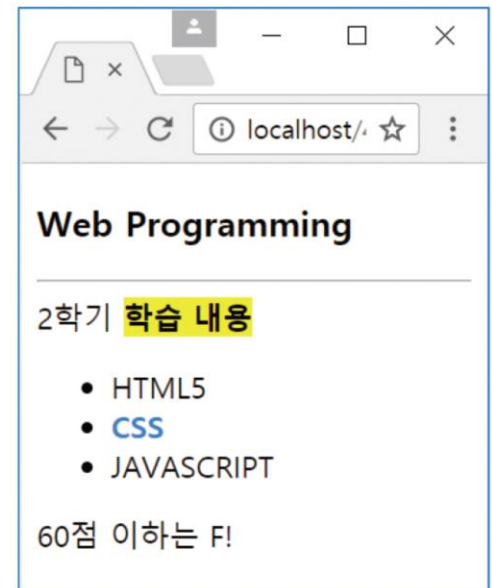 localhost/
Web Programming
2학기 학습 내용
HTML5
CSS
JAVASCRIPT
60점 이하는 F!